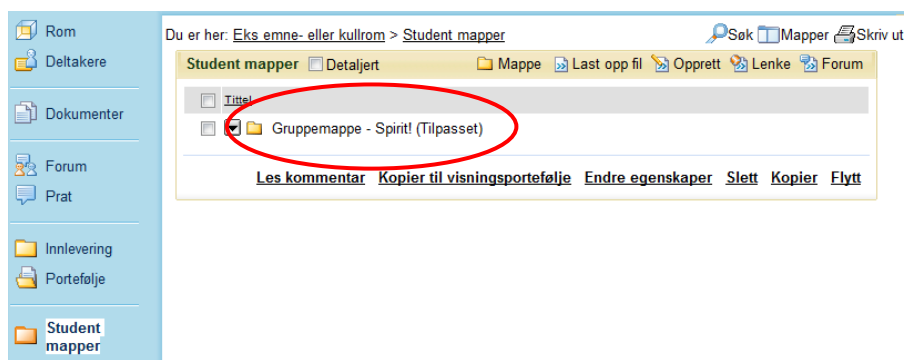 Rom
Deltakere
Dokumenter
Forum
Prat
Innlevering
Portefølje
Student
mapper
Du er her: Eks emne- eller kullrom > Student mapper
Søk Mapper Skriv ut
Student mapper Detaljert Mappe Last opp fil Opprett Lenke Forum
Tittel
Gruppemappe - Spirit! (Tilpasset)
Les kommentar Kopier til visningsportefølje Endre egenskaper Slett Kopier Flytt